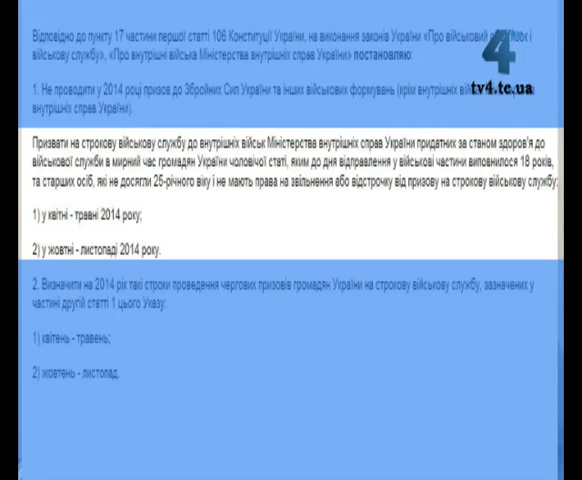 Відповідно до пункту 17 частини першої статті 106 Конституції України, на виконання законів України «Про військовий і
військову службу», «Про внутрішні війська Міністерства внутрішніх справ України» постановляю:
4
tv4.te.ua
1. Не проводити у 2014 році призов до Збройних Сил України та інших військових формувань (крім внутрішніх
внутрішніх справ України).
Призвати на строкову військову службу до внутрішніх військ Міністерства внутрішніх справ України придатних за станом здоров'я до
військової служби в мирний час громадян України чоловічої статі, яким до дня відправлення у військові частини виповнилося 18 років,
та старших осіб, які не досягли 25-річного віку і не мають права на звільнення або відстрочку від призову на строкову військову службу:
1) у квітні - травні 2014 року;
2) у жовтні - листопаді 2014 року.
2. Визначити на 2014 рік такі строки проведення чергових призовів громадян України на строкову військову службу, зазначених у
частині другій статті 1 цього Указу:
1) квітень - травень;
2) жовтень - листопад.